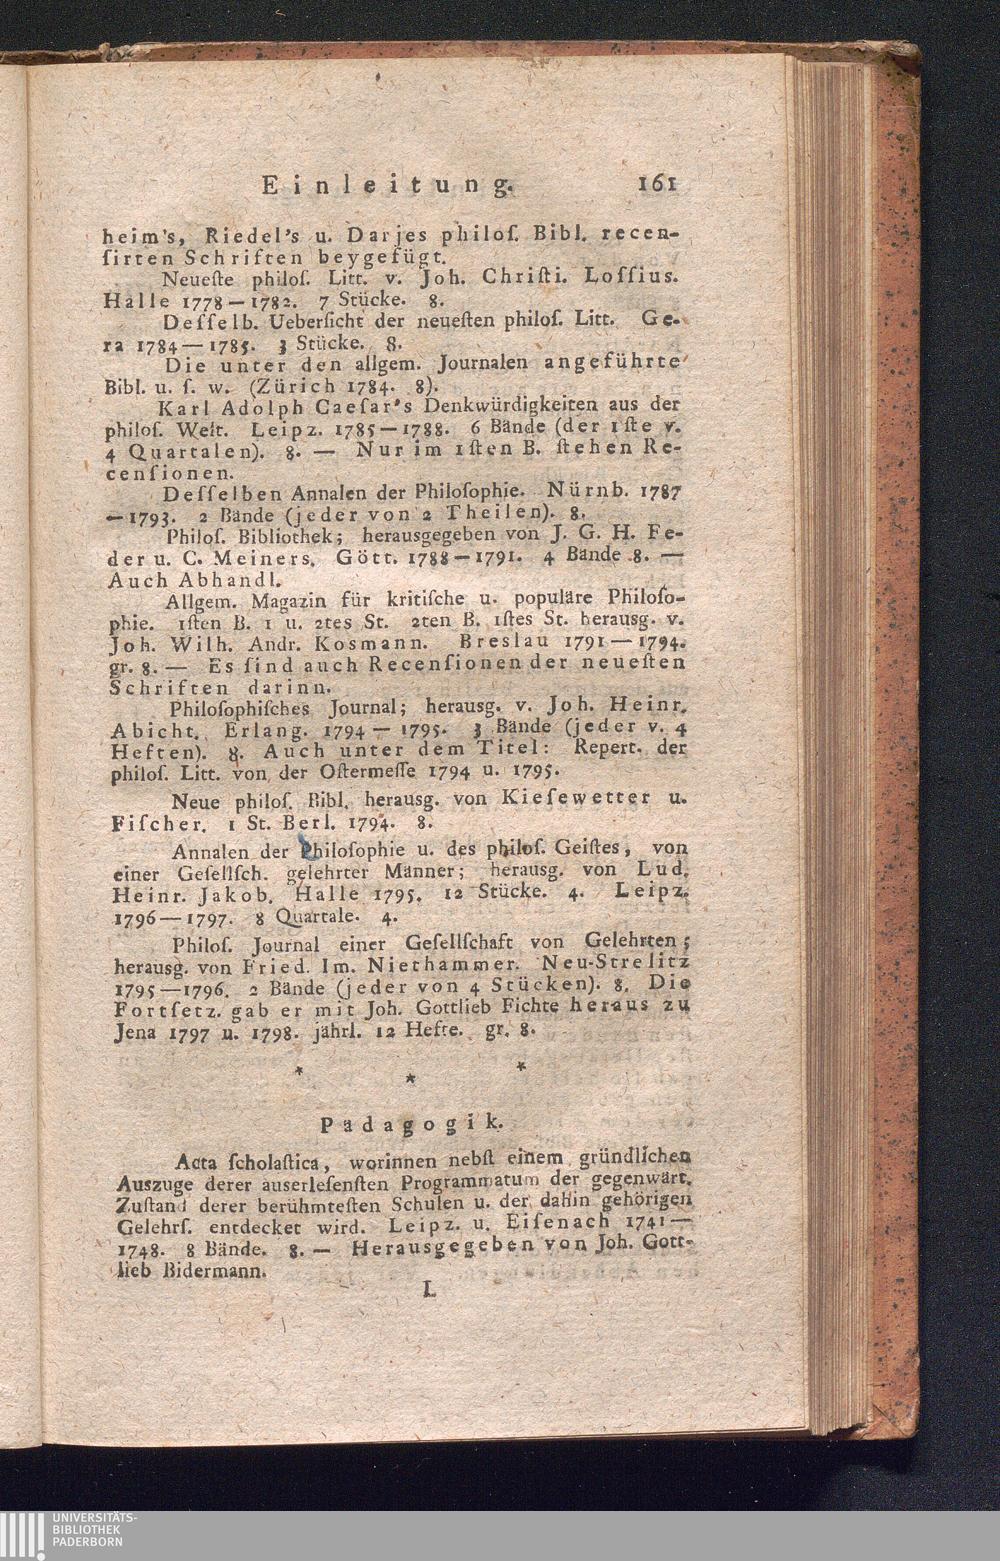 Einleitung. 161
heim's, Riedel's u. Darjes philoſ. Bibl. recen-
ſirten Schriften beygefügt.
Neueſte philoſ. Litt. v. Joh. Chriſti. Loſſius.
Halle 1778 — 1782. 7 Stücke. 8.
Deſſelb. Ueberſicht der neueſten philoſ. Litt. Ge-
ra 1784 — 1785. 3 Stücke. 8.
Die unter den allgem. Journalen angeführte
Bibl. u. ſ. w. (Zürich 1784. 8).
Karl Adolph Caeſar's Denkwürdigkeiten aus der
philoſ. Welt. Leipz. 1785 — 1788. 6 Bände (der 1ſte v.
4 Quartalen). 8. — Nur im 1ſten B. ſtehen Re-
cenſionen.
Deſſelben Annalen der Philoſophie. Nürnb. 1787
— 1793. 2 Bände (jeder von 2 Theilen). 8.
Philoſ. Bibliothek; herausgegeben von J. G. H. Fe-
der u. C. Meiners. Gött. 1788 — 1791. 4 Bände 8. —
Auch Abhandl.
Allgem. Magazin für kritiſche u. populäre Philoſo-
phie. 1ſten B. 1 u. 2tes St. 2ten B. 1ſtes St. herausg. v.
Joh. Wilh. Andr. Kosmann. Breslau 1791 — 1794.
gr. 8. — Es ſind auch Recenſionen der neueſten
Schriften darinn.
Philoſophiſches Journal; herausg. v. Joh. Heinr.
Abicht. Erlang. 1794 — 1795. 3 Bände (jeder v. 4
Heften). 8. Auch unter dem Titel: Repert. der
philoſ. Litt. von der Oſtermeſſe 1794 u. 1795.
Neue philoſ. Bibl. herausg. von Kieſewetter u.
Fiſcher. 1 St. Berl. 1794. 8.
Annalen der Philoſophie u. des philoſ. Geiſtes, von
einer Geſellſch. gelehrter Männer; herausg. von Lud.
Heinr. Jakob. Halle 1795. 12 Stücke. 4. Leipz.
1796 — 1797. 8 Quartale. 4.
Philoſ. Journal einer Geſellſchaft von Gelehrten;
herausg. von Fried. Im. Niethammer. Neu-Strelitz
1795 — 1796. 2 Bände (jeder von 4 Stücken). 8. Die
Fortſetz. gab er mit Joh. Gottlieb Fichte heraus zu
Jena 1797 u. 1798. jährl. 12 Hefte. gr. 8.
* * *
Pädagogik.
Acta ſcholaſtica, worinnen nebſt einem gründlichen
Auszuge derer auserleſenſten Programmatum der gegenwärt.
Zuſtand derer berühmteſten Schulen u. der dahin gehörigen
Gelehrſ. entdecket wird. Leipz. u. Eiſenach 1741 —
1748. 8 Bände. 8. — Herausgegeben von Joh. Gott-
lieb Bidermann.
L
UNIVERSITÄTS-
BIBLIOTHEK
PADERBORN